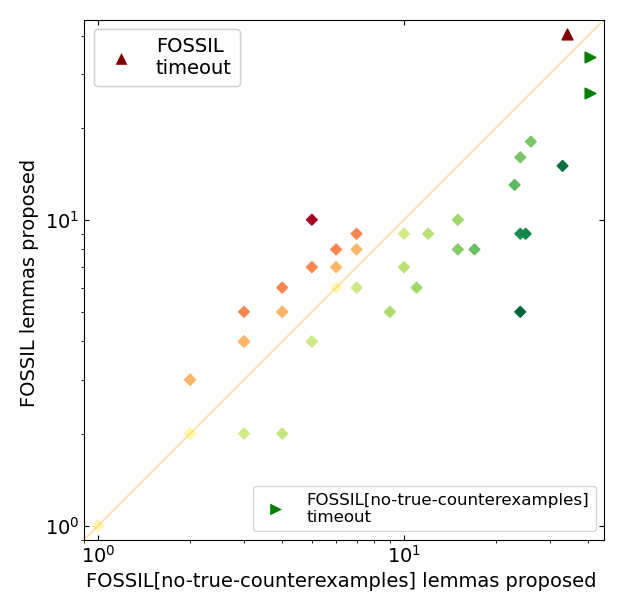 FOSSIL
timeout
10¹
10⁰
FOSSIL lemmas proposed
FOSSIL[no-true-counterexamples]
timeout
10⁰
10¹
FOSSIL[no-true-counterexamples] lemmas proposed